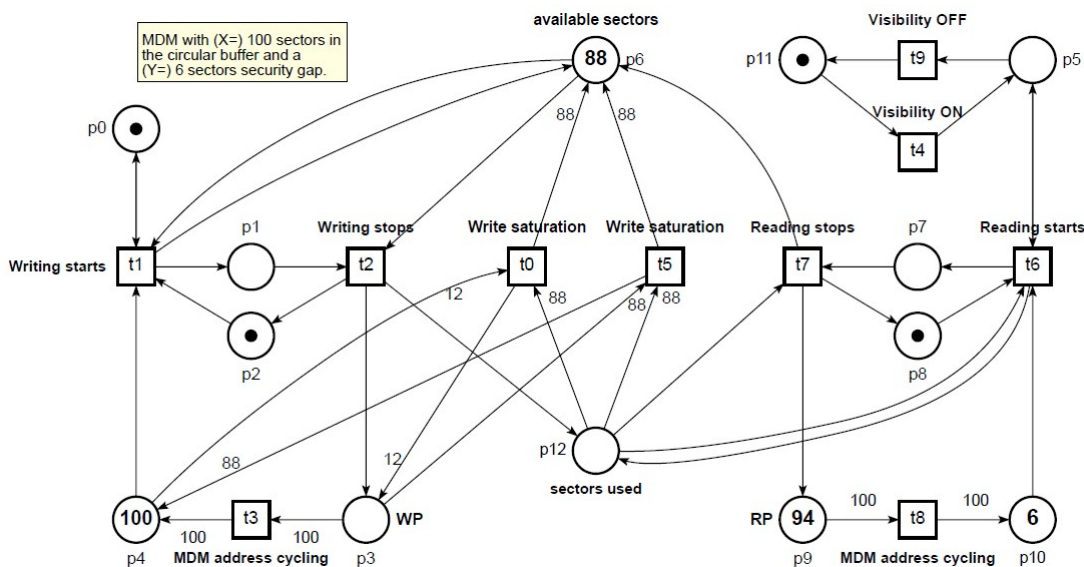 available sectors
Visibility OFF
MDM with (X=) 100 sectors in
the circular buffer and a
(Y=) 6 sectors security gap.
88
p6
p11
t9
p5
Visibility ON
t4
88
88
p0
p1
Writing stops
Write saturation
Write saturation
Reading stops
p7
Reading starts
Writing starts
t1
t2
t0
t5
t7
t6
12
88
88
88
p2
p8
p12
88
12
sectors used
100
t3
WP
RP
94
100
t8
100
6
100
100
p4
MDM address cycling
p3
p9
MDM address cycling
p10